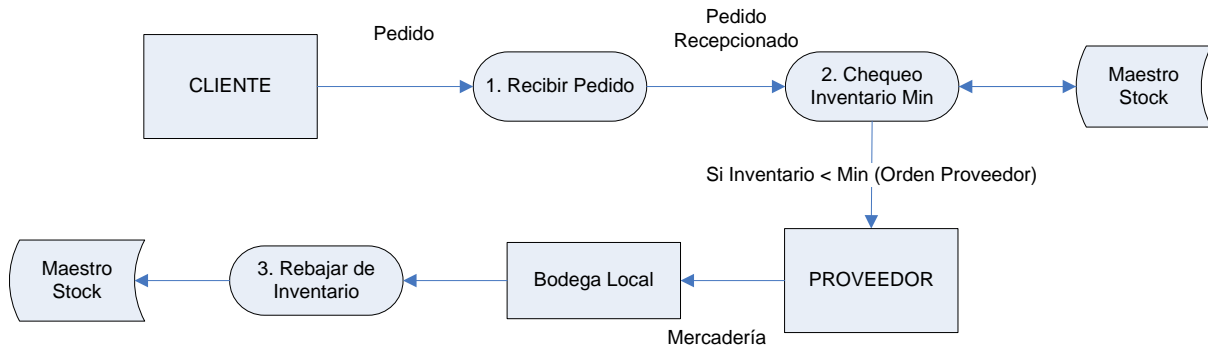 Pedido
Pedido
Recepcionado
CLIENTE
1. Recibir Pedido
2. Chequeo
Inventario Min
Maestro
Stock
Si Inventario < Min (Orden Proveedor)
Maestro
Stock
3. Rebajar de
Inventario
Bodega Local
PROVEEDOR
Mercadería